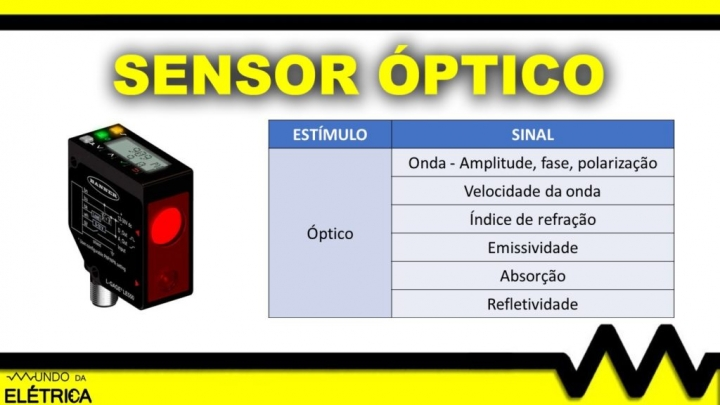 SENSOR ÓPTICO
ESTÍMULO SINAL
Óptico
Onda - Amplitude, fase, polarização
Velocidade da onda
Índice de refração
Emissividade
Absorção
Refletividade
BANNER
MUNDO DA
ELÉTRICA